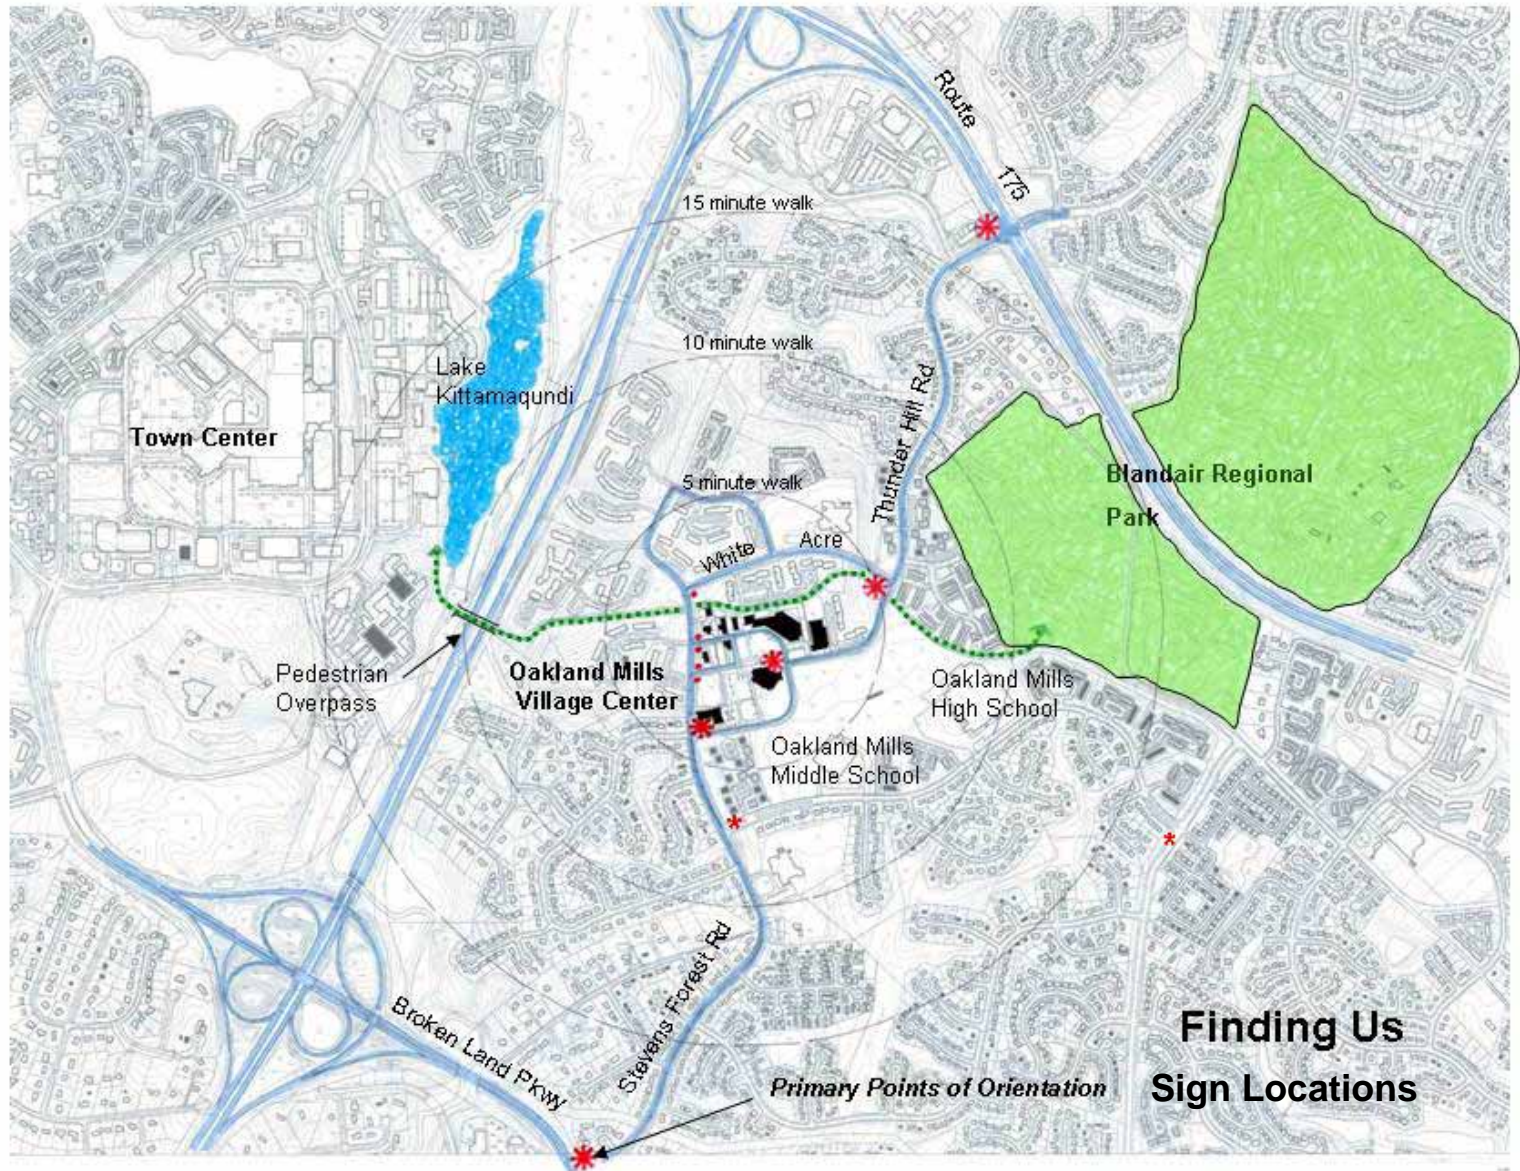 Route
175
15 minute walk
10 minute walk
Lake
Kittamaqundi
Town Center
Thunder Hill Rd
5 minute walk
Blandair Regional
Park
White
Acre
Pedestrian
Overpass
Oakland Mills
Village Center
Oakland Mills
High School
Oakland Mills
Middle School
Stevens Forest Rd
Broken Land Pkwy
Primary Points of Orientation
Finding Us
Sign Locations